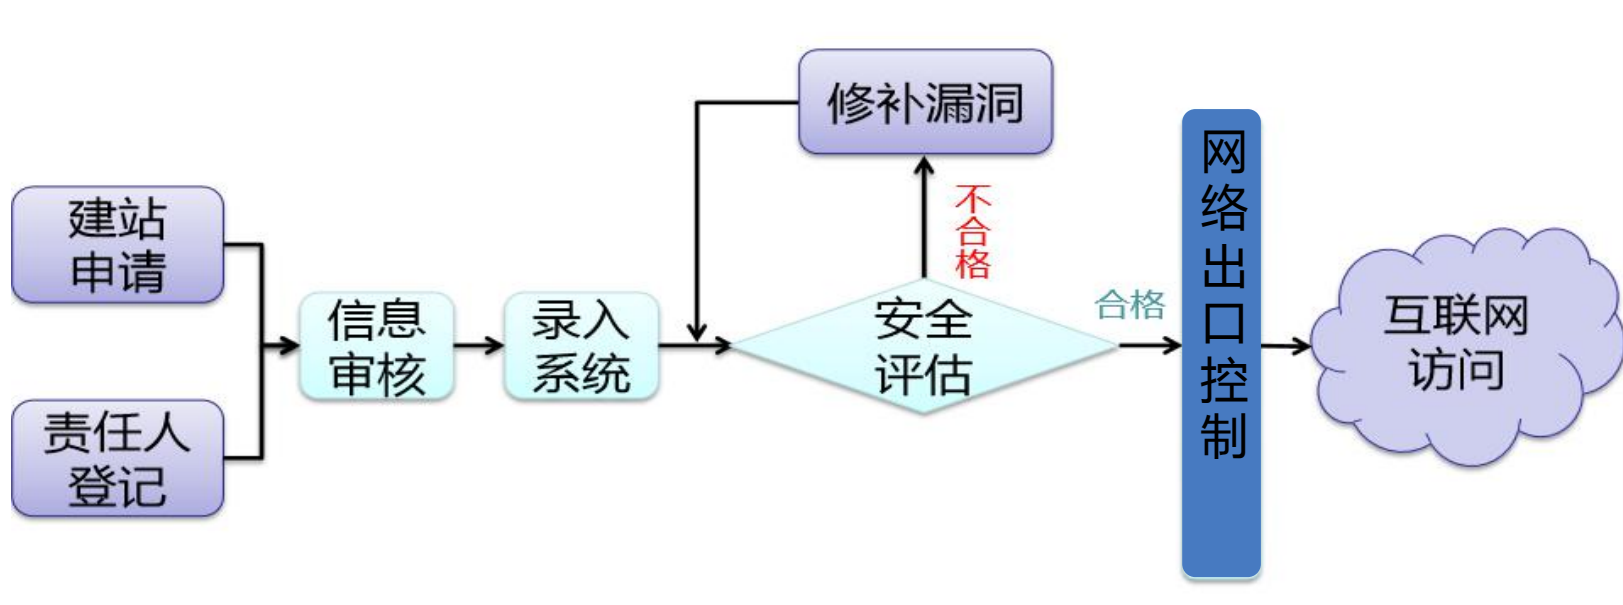 建站
申请
责任人
登记
信息
审核
录入
系统
修补漏洞
不合格
安全
评估
合格
网络出口控制
互联网
访问